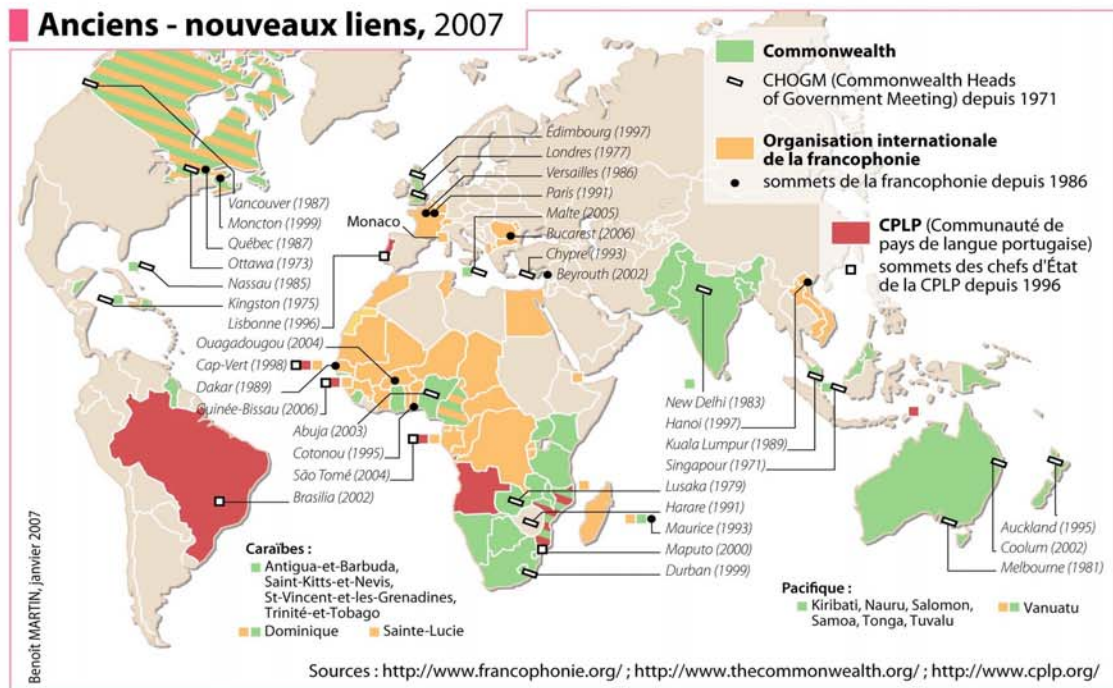 Anciens - nouveaux liens, 2007
Commonwealth
CHOGM (Commonwealth Heads
of Government Meeting) depuis 1971
Organisation internationale
de la francophonie
sommets de la francophonie depuis 1986
CPLP (Communauté de
pays de langue portugaise)
sommets des chefs d'État
de la CPLP depuis 1996
Édimbourg (1997)
Londres (1977)
Versailles (1986)
Paris (1991)
Monaco
Malte (2005)
Bucarest (2006)
Chypre (1993)
Beyrouth (2002)
Vancouver (1987)
Moncton (1999)
Québec (1987)
Ottawa (1973)
Nassau (1985)
Kingston (1975)
Lisbonne (1996)
Ouagadougou (2004)
Cap-Vert (1998)
Dakar (1989)
Guinée-Bissau (2006)
Abuja (2003)
Cotonou (1995)
São Tomé (2004)
Brasilia (2002)
New Delhi (1983)
Hanoi (1997)
Kuala Lumpur (1989)
Singapour (1971)
Lusaka (1979)
Harare (1991)
Maurice (1993)
Maputo (2000)
Durban (1999)
Auckland (1995)
Coolum (2002)
Melbourne (1981)
Caraïbes :
Antigua-et-Barbuda,
Saint-Kitts-et-Nevis,
St-Vincent-et-les-Grenadines,
Trinité-et-Tobago
Dominique
Sainte-Lucie
Pacifique :
Kiribati, Nauru, Salomon,
Samoa, Tonga, Tuvalu
Vanuatu
Benoît MARTIN, janvier 2007
Sources : http://www.francophonie.org/ ; http://www.thecommonwealth.org/ ; http://www.cplp.org/